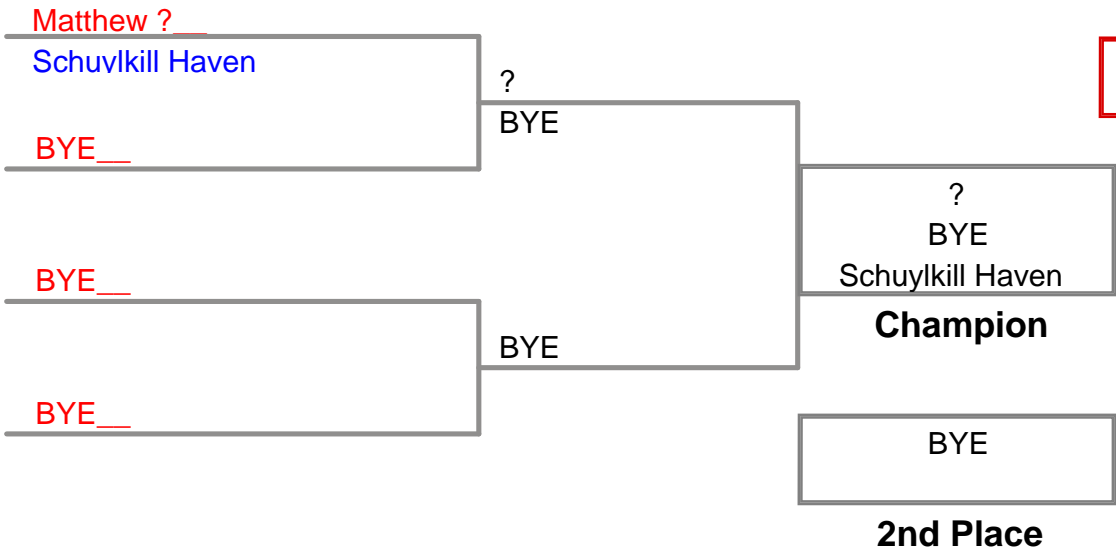 Matthew ?__
Schuylkill Haven
BYE__
?
BYE
BYE__
BYE__
BYE
?
BYE
Schuylkill Haven
Champion
BYE
2nd Place